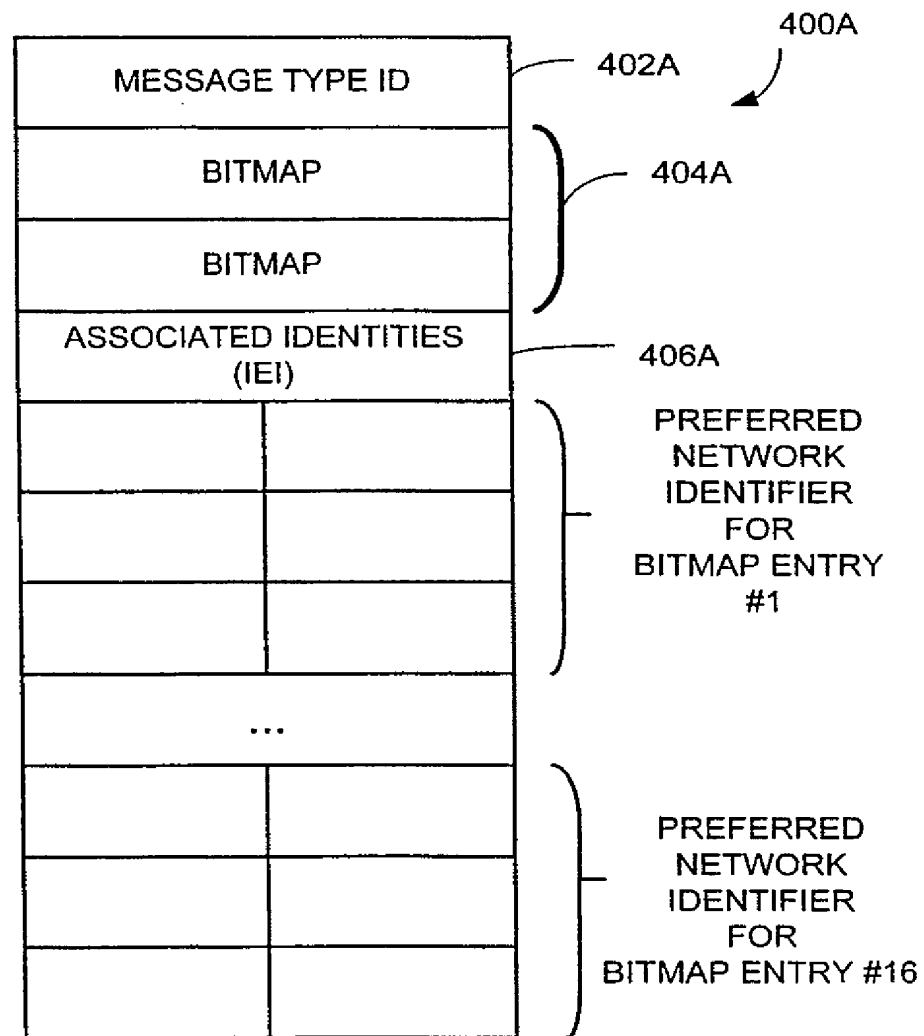 400A
MESSAGE TYPE ID
402A
BITMAP
404A
BITMAP
ASSOCIATED IDENTITIES
(IEI)
406A
PREFERRED
NETWORK
IDENTIFIER
FOR
BITMAP ENTRY
#1
...
PREFERRED
NETWORK
IDENTIFIER
FOR
BITMAP ENTRY #16